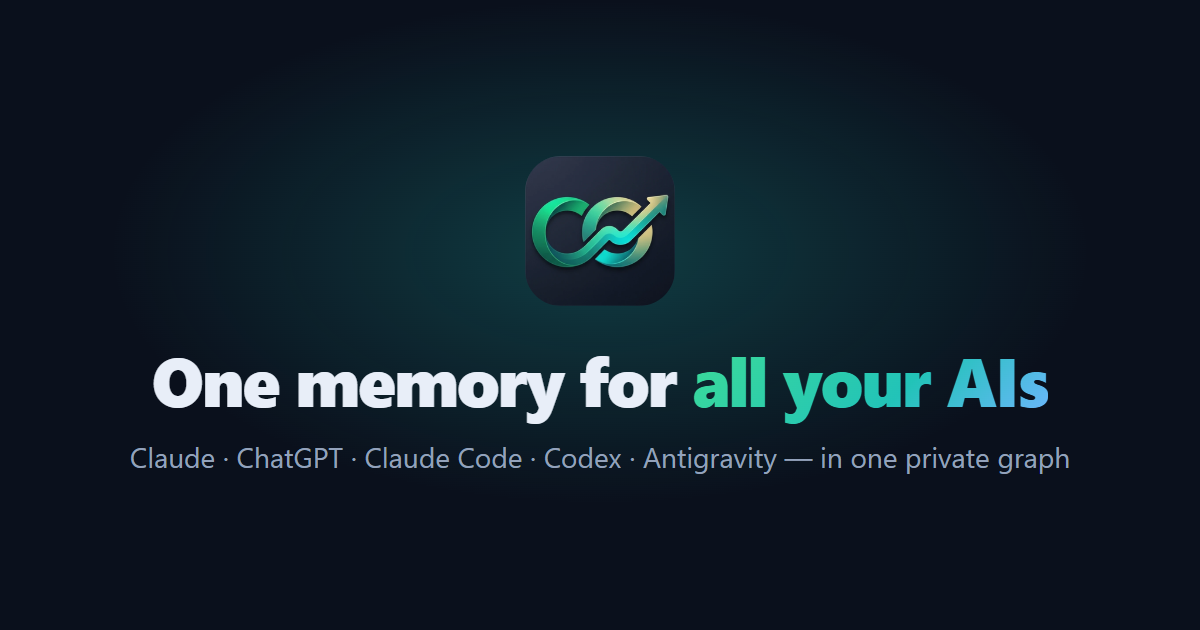 One memory for all your AIs
Claude · ChatGPT · Claude Code · Codex · Antigravity — in one private graph